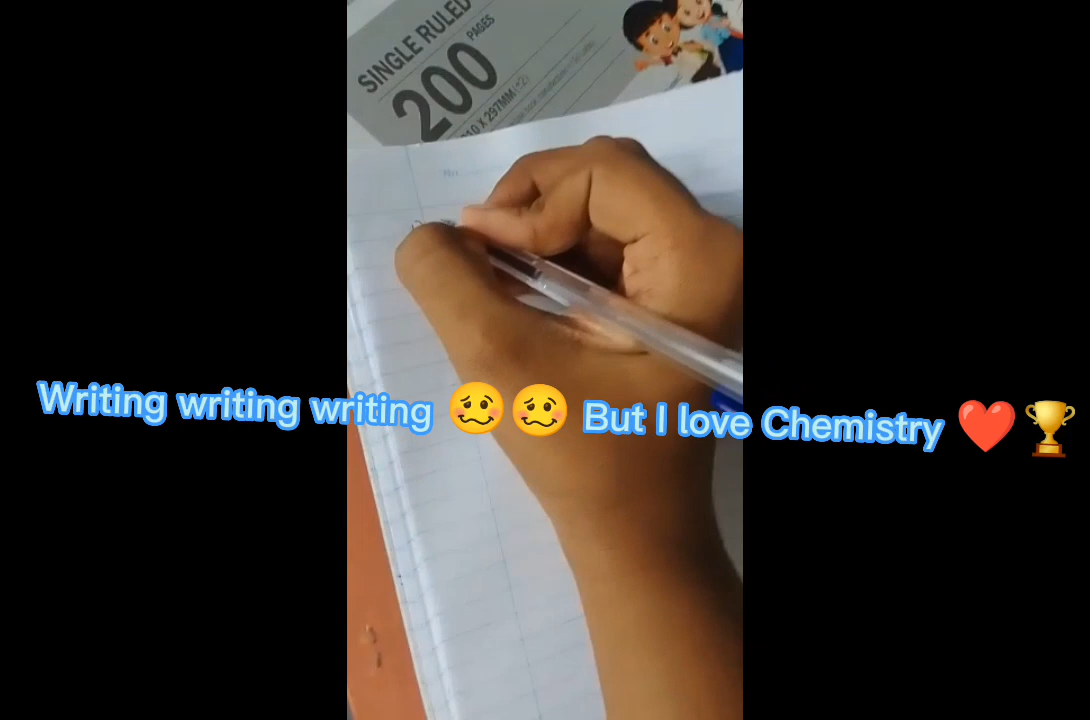 SINGLE RULED
200 PAGES
Writing writing writing 🥴🥴 But I love Chemistry ❤️🏆